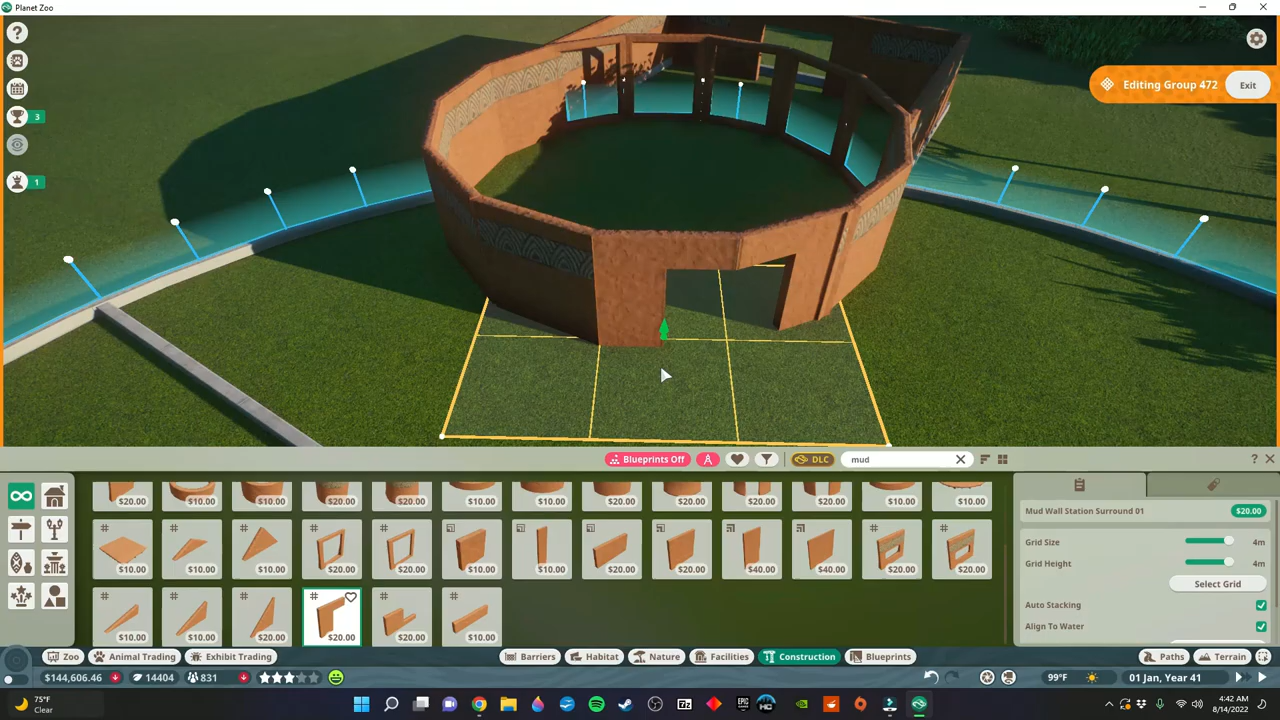 Planet Zoo
Editing Group 472
Exit
3
1
Blueprints Off
DLC
mud
$20.00 $10.00 $10.00 $20.00 $20.00 $10.00 $10.00 $20.00 $20.00 $20.00 $20.00 $10.00 $10.00
$10.00 $10.00 $10.00 $20.00 $20.00 $20.00 $10.00 $20.00 $20.00 $40.00 $40.00 $20.00 $20.00
$10.00 $10.00 $20.00 $20.00 $20.00 $10.00
Mud Wall Station Surround 01 $20.00
Grid Size 4m
Grid Height 4m
Select Grid
Auto Stacking
Align To Water
Zoo Animal Trading Exhibit Trading Barriers Habitat Nature Facilities Construction Blueprints Paths Terrain
$144,606.46 14404 831 99°F 01 Jan, Year 41
75°F
Clear
4:42 AM
8/14/2022